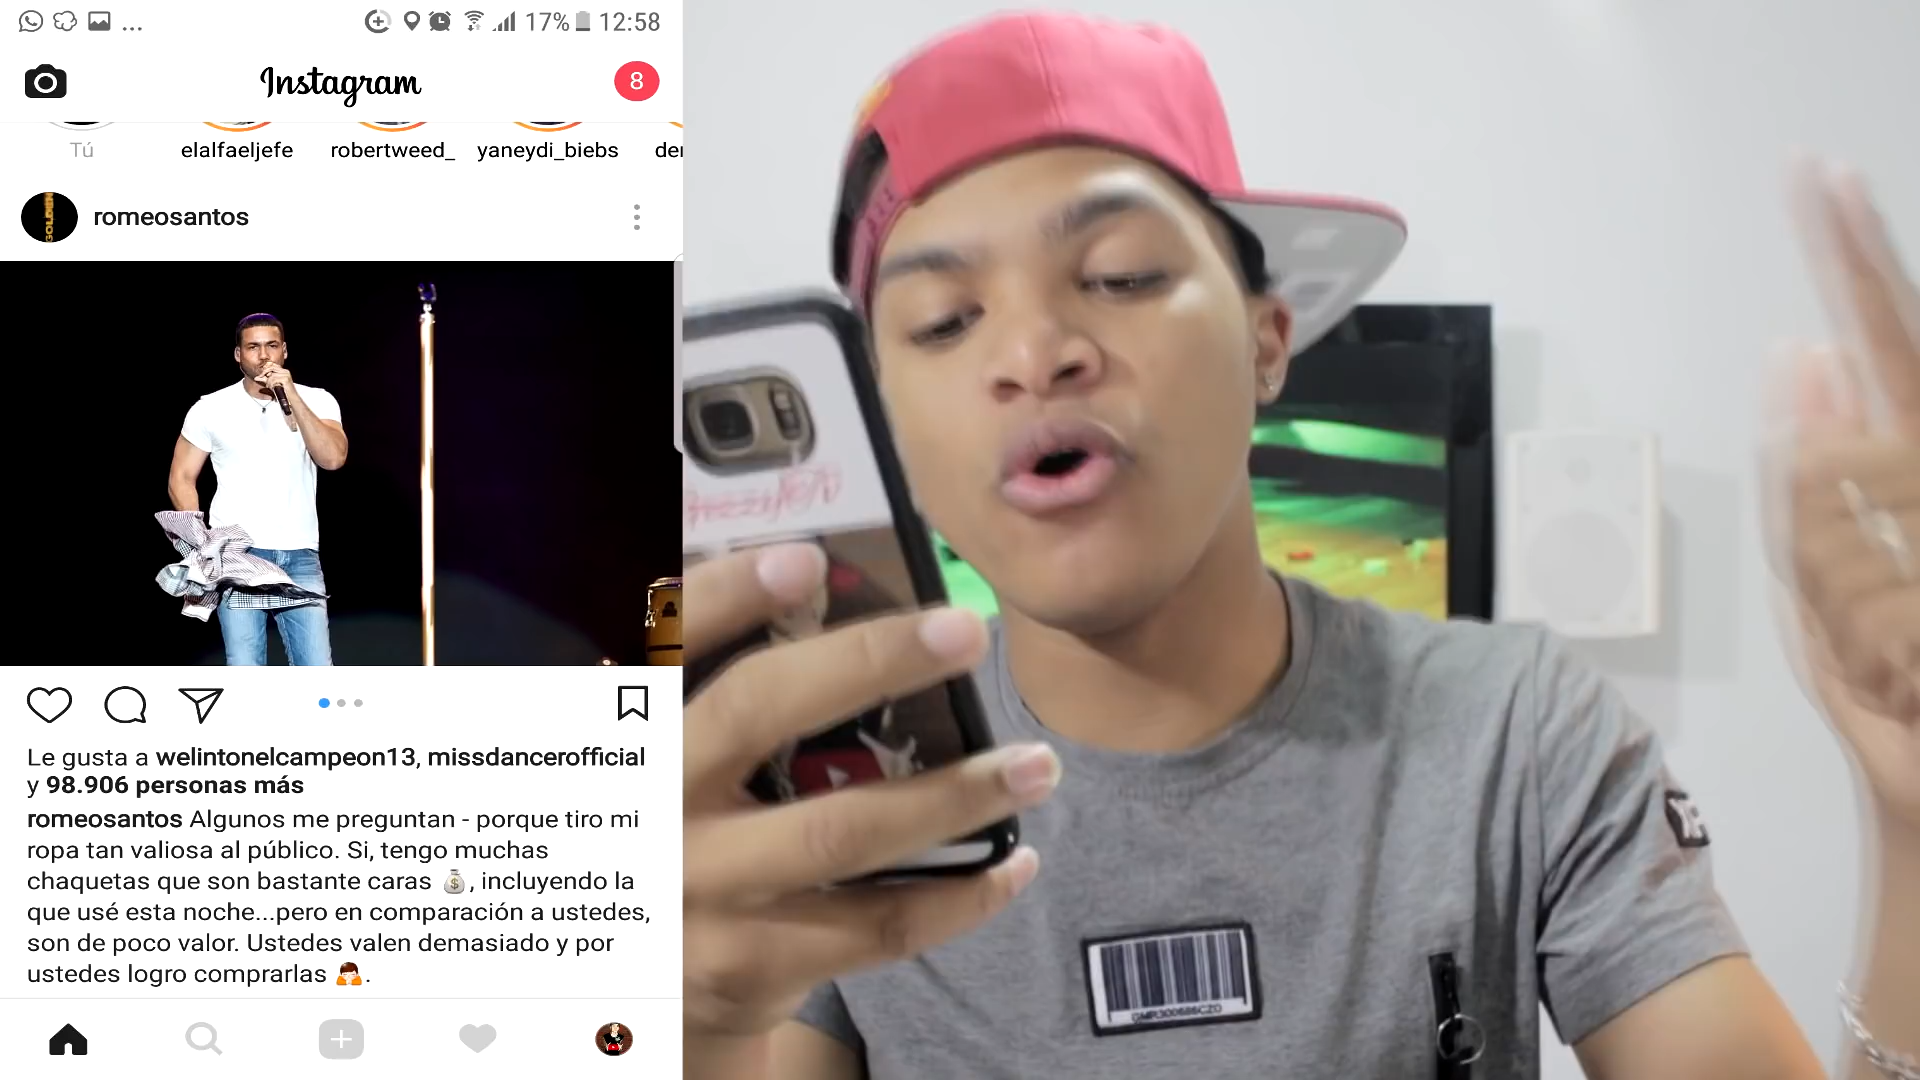 ... 17% 12:58
Instagram
8
Tú elalfaeljefe robertweed_ yaneydi_biebs der
GOLDEN
romeosantos
Le gusta a welintonelcampeon13, missdancerofficial
y 98.906 personas más
romeosantos Algunos me preguntan - porque tiro mi
ropa tan valiosa al público. Si, tengo muchas
chaquetas que son bastante caras 💰, incluyendo la
que usé esta noche...pero en comparación a ustedes,
son de poco valor. Ustedes valen demasiado y por
ustedes logro comprarlas 🙏.